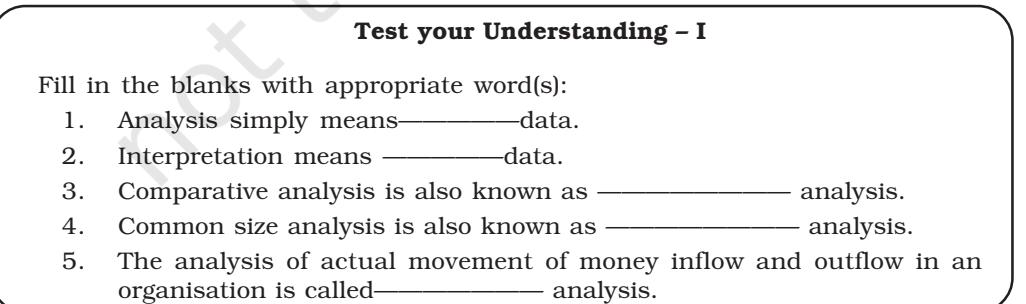 Test your Understanding – I
Fill in the blanks with appropriate word(s):
1. Analysis simply means—————data.
2. Interpretation means —————data.
3. Comparative analysis is also known as ———————— analysis.
4. Common size analysis is also known as ———————— analysis.
5. The analysis of actual movement of money inflow and outflow in an
organisation is called——————— analysis.
not